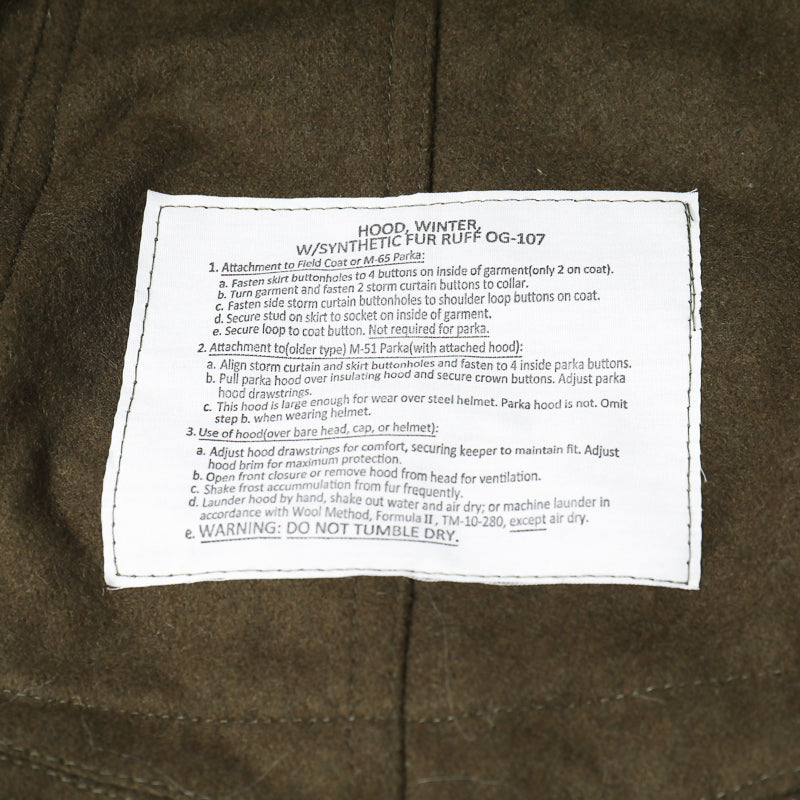 HOOD, WINTER,
W/SYNTHETIC FUR RUFF OG-107
1. Attachment to Field Coat or M-65 Parka:
a. Fasten skirt buttonholes to 4 buttons on inside of garment(only 2 on coat).
b. Turn garment and fasten 2 storm curtain buttons to collar.
c. Fasten side storm curtain buttonholes to shoulder loop buttons on coat.
d. Secure stud on skirt to socket on inside of garment.
e. Secure loop to coat button. Not required for parka.
2. Attachment to(older type) M-51 Parka(with attached hood):
a. Align storm curtain and skirt buttonholes and fasten to 4 inside parka buttons.
b. Pull parka hood over insulating hood and secure crown buttons. Adjust parka
hood drawstrings.
c. This hood is large enough for wear over steel helmet. Parka hood is not. Omit
step b. when wearing helmet.
3. Use of hood(over bare head, cap, or helmet):
a. Adjust hood drawstrings for comfort, securing keeper to maintain fit. Adjust
hood brim for maximum protection.
b. Open front closure or remove hood from head for ventilation.
c. Shake frost accumulation from fur frequently.
d. Launder hood by hand, shake out water and air dry; or machine launder in
accordance with Wool Method, Formula II, TM-10-280, except air dry.
e. WARNING: DO NOT TUMBLE DRY.